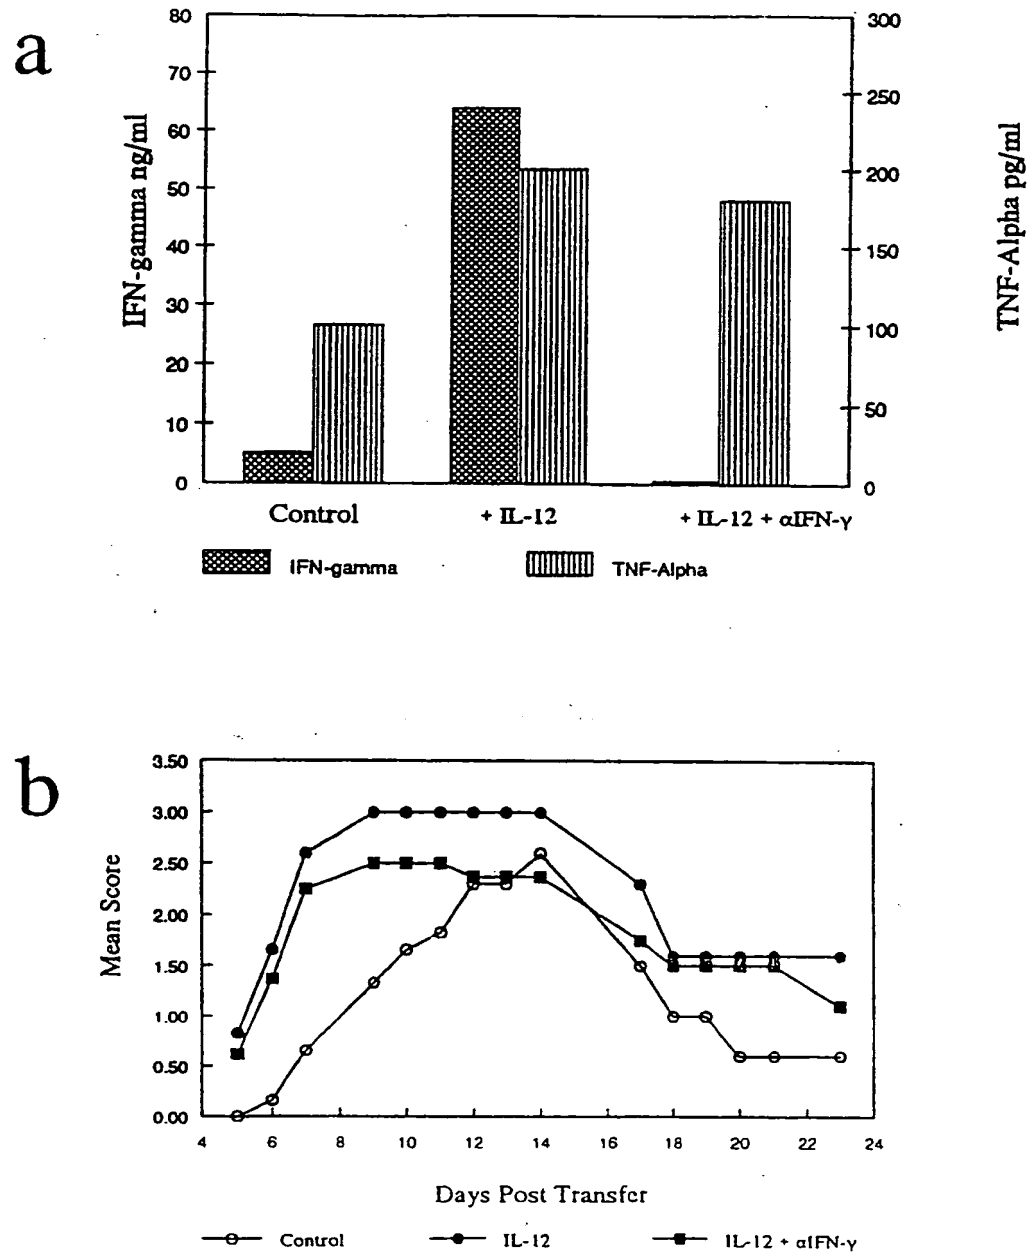 a
80
70
60
50
40
30
20
10
0
IFN-gamma ng/ml
300
250
200
150
100
50
0
TNF-Alpha pg/ml
Control
+ IL-12
+ IL-12 + αIFN-γ
IFN-gamma
TNF-Alpha
b
3.50
3.00
2.50
2.00
1.50
1.00
0.50
0.00
Mean Score
4 6 8 10 12 14 16 18 20 22 24
Days Post Transfer
Control
IL-12
IL-12 + αIFN-γ